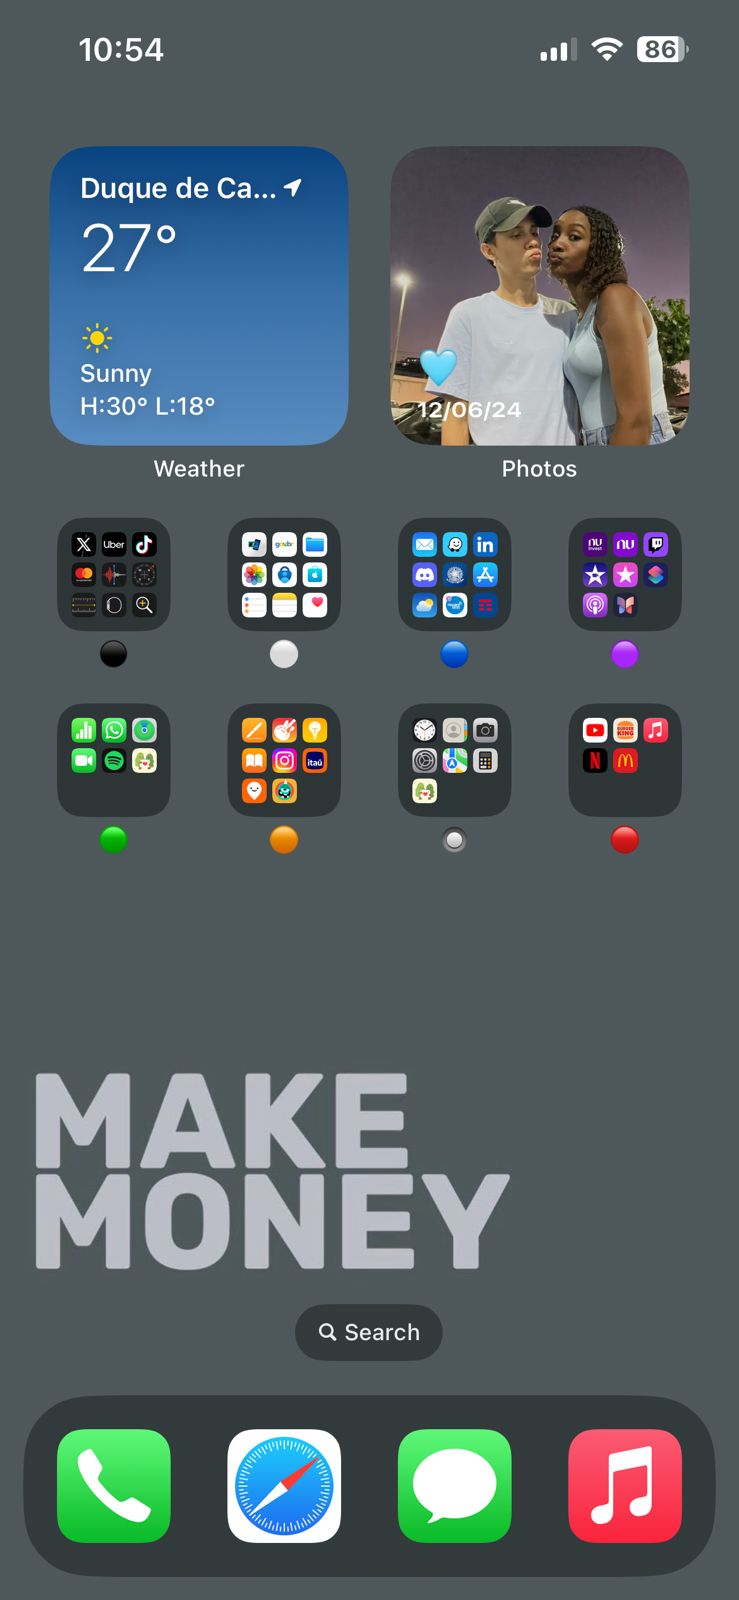 10:54
86
Duque de Ca...
27°
Sunny
H:30° L:18°
12/06/24
Weather
Photos
Uber
gov.br
in
nu
invest
nu
itaú
BURGER
KING
N
MAKE
MONEY
Search